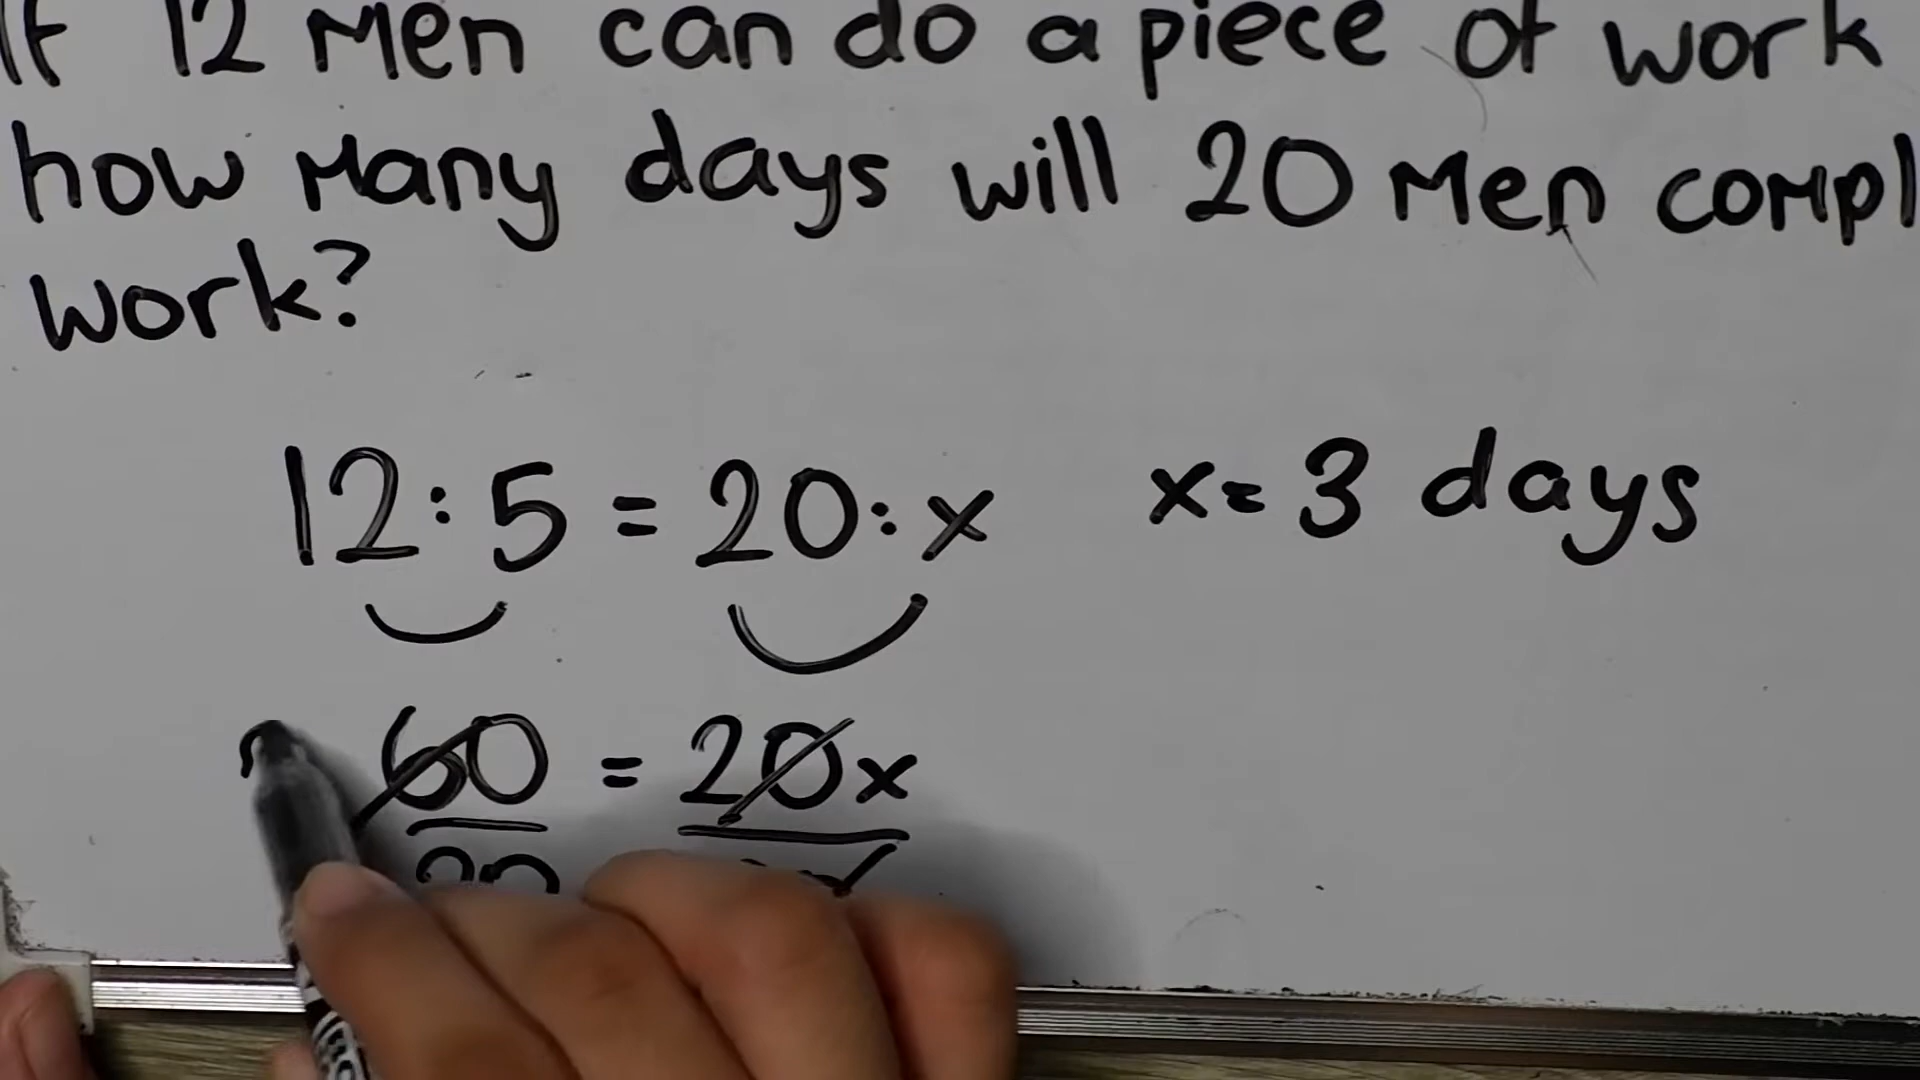 If 12 Men can do a piece of work
how Many days will 20 Men compl
work?
12 : 5 = 20 : x x = 3 days
60 = 20x
20